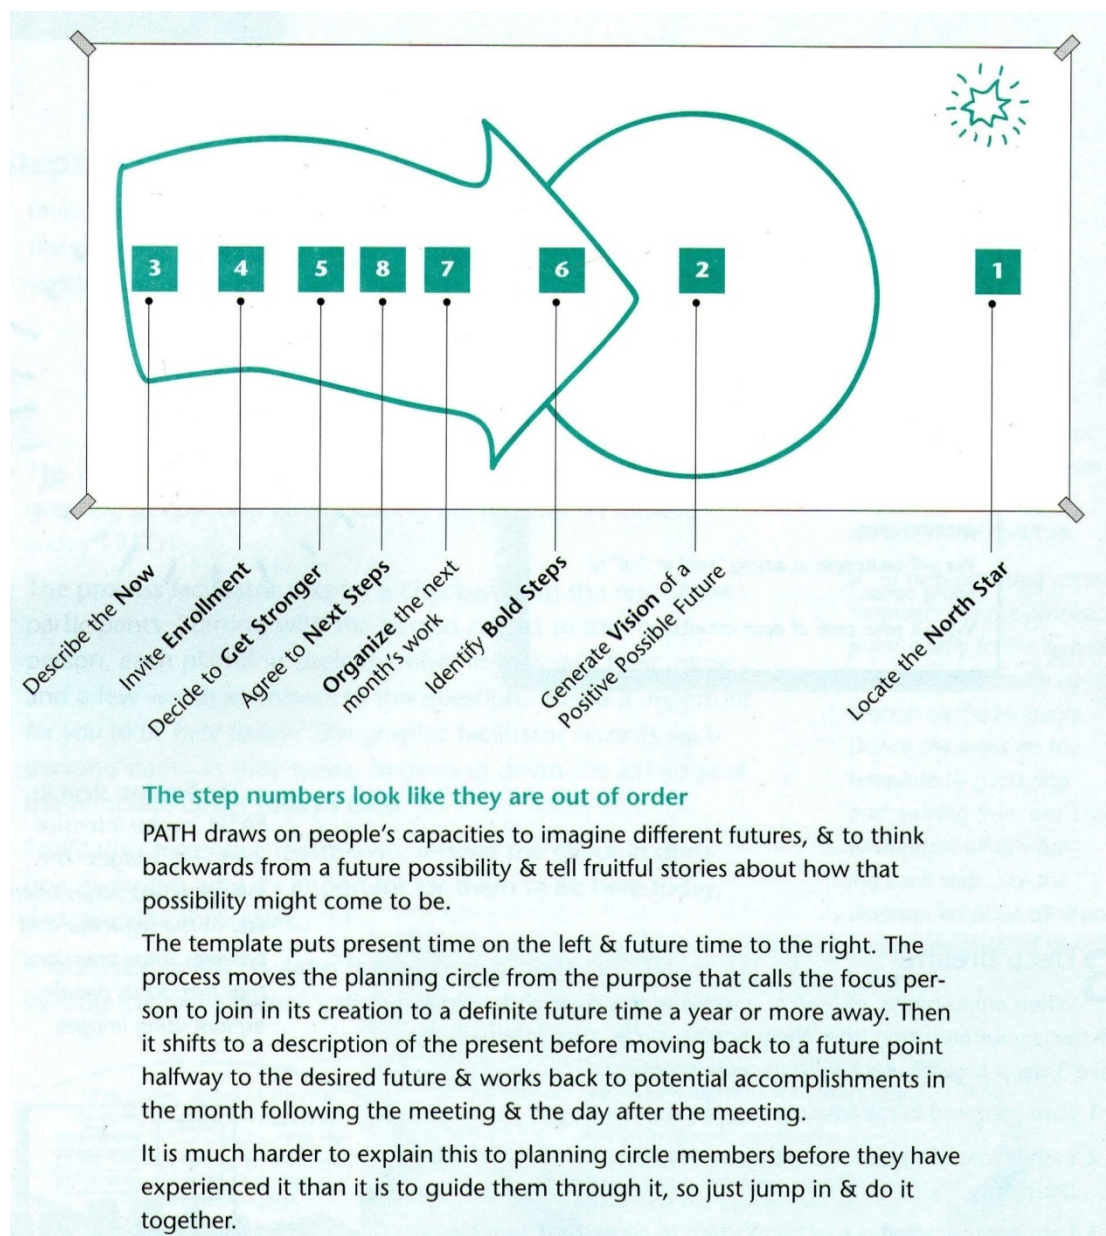 3 4 5 8 7 6 2 1
Describe the Now
Invite Enrollment
Decide to Get stronger
Agree to Next Steps
Organize the next
month's work
Identify Bold Steps
Generate Vision of a
Positive Possible Future
Locate the North Star
The step numbers look like they are out of order
PATH draws on people's capacities to imagine different futures, & to think
backwards from a future possibility & tell fruitful stories about how that
possibility might come to be.
The template puts present time on the left & future time to the right. The
process moves the planning circle from the purpose that calls the focus per-
son to join in its creation to a definite future time a year or more away. Then
it shifts to a description of the present before moving back to a future point
halfway to the desired future & works back to potential accomplishments in
the month following the meeting & the day after the meeting.
It is much harder to explain this to planning circle members before they have
experienced it than it is to guide them through it, so just jump in & do it
together.